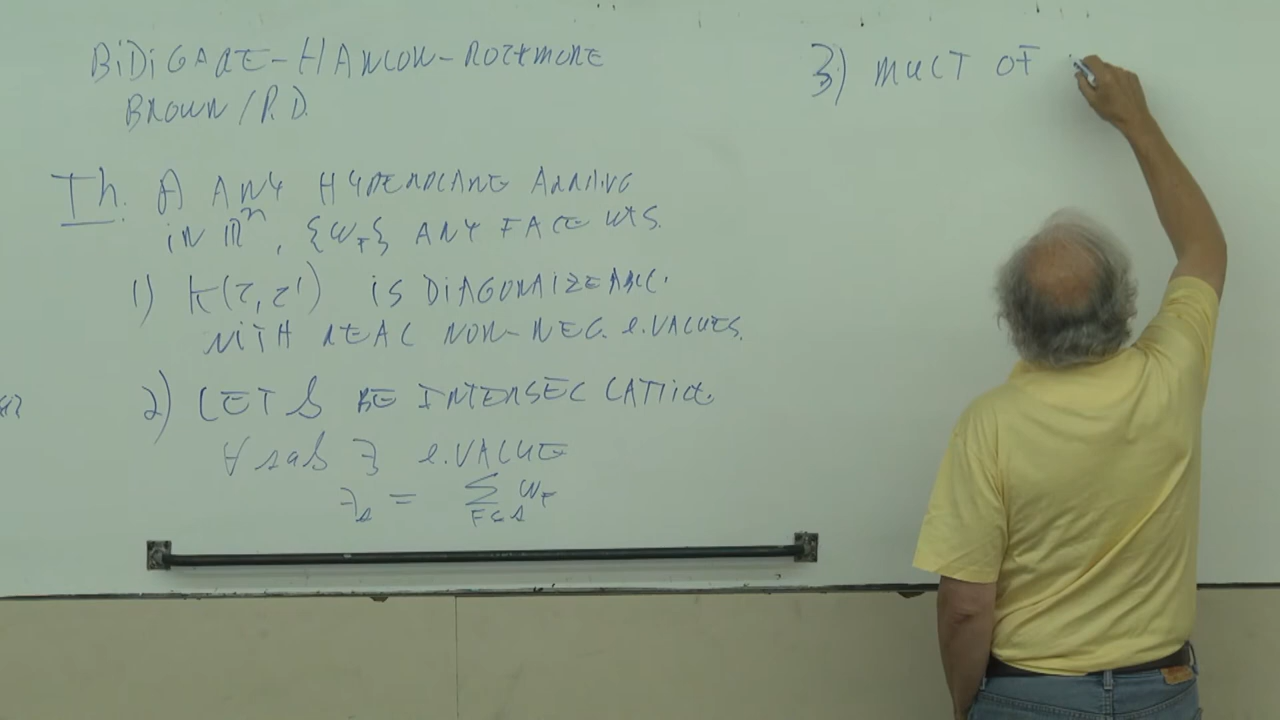 BiDiGARE-HANLON-ROCKMORE
BROWN/P.D.
Th. A ANY HYPERPLANE ARRANG
iN ℝⁿ, {w_F} ANY FACE WTS.
1) K(τ,τ') iS DiAGONAiZEABLE.
WiTH REAL NON-NEG. e.VALUES.
2) LET S BE INTERSEC LATTiCE.
∀ s∈S ∃ e.VALUE
λ_s = Σ_{F⊆s} w_F
3) MULT OF